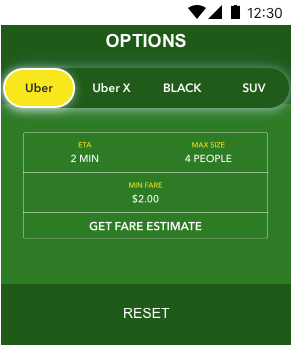 12:30
OPTIONS
Uber Uber X BLACK SUV
ETA MAX SIZE
2 MIN 4 PEOPLE
MIN FARE
$2.00
GET FARE ESTIMATE
RESET